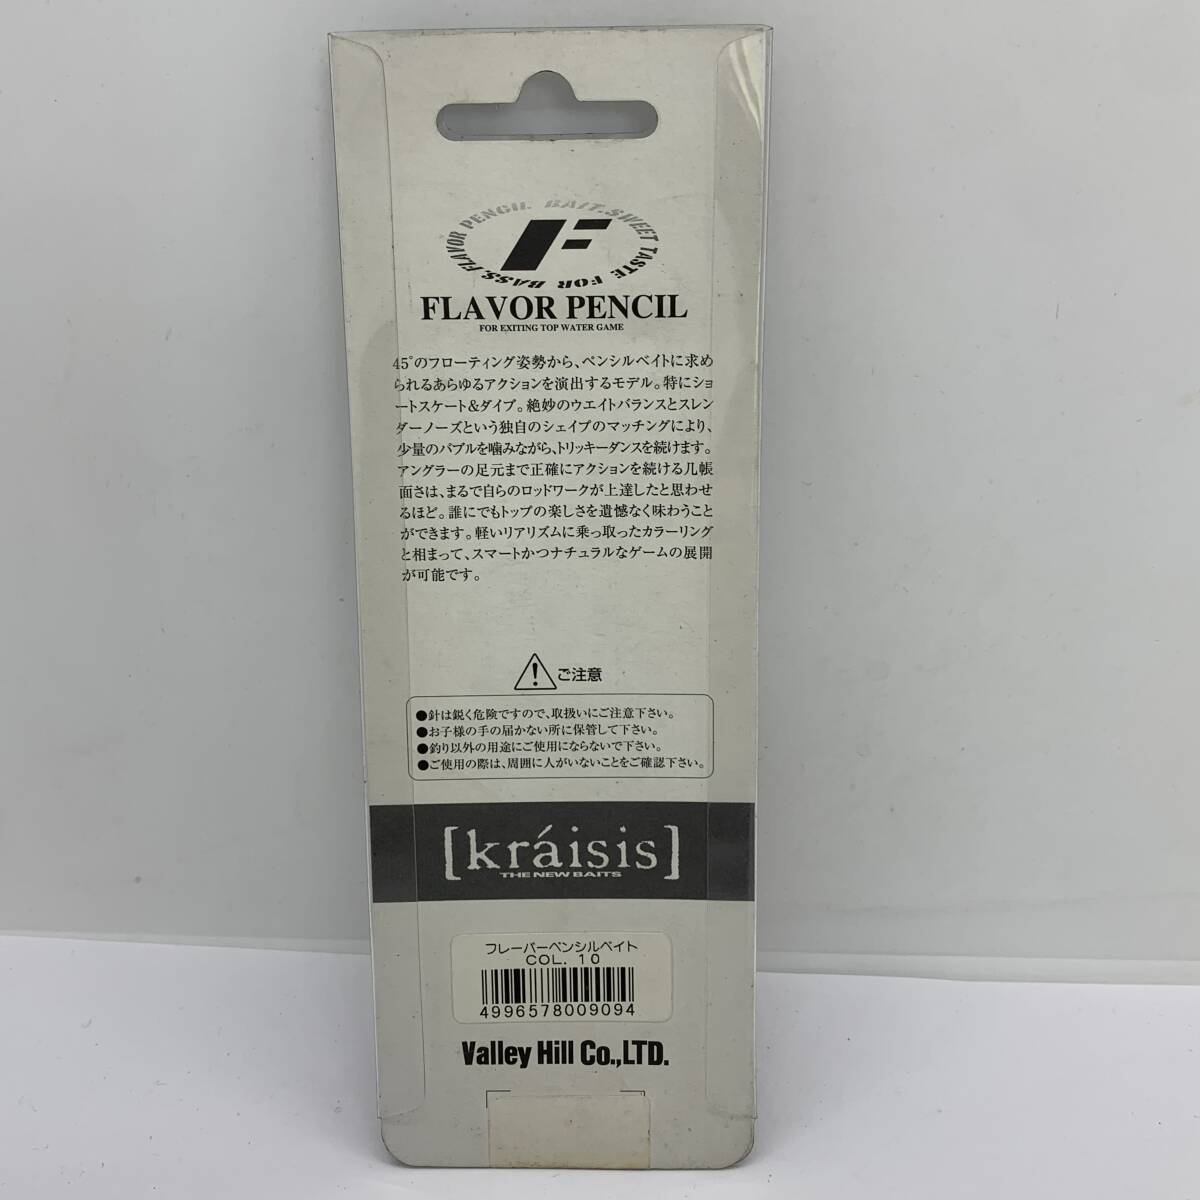 FLAVOR PENCIL BAIT. SWEET TASTE FOR BASS.
F
FLAVOR PENCIL
FOR EXITING TOP WATER GAME
45°のフローティング姿勢から、ペンシルベイトに求め
られるあらゆるアクションを演出するモデル。特にショ
ートスケート&ダイブ。絶妙のウエイトバランスとスレン
ダーノーズという独自のシェイプのマッチングにより、
少量のバブルを噛みながら、トリッキーダンスを続けます。
アングラーの足元まで正確にアクションを続ける几帳
面さは、まるで自らのロッドワークが上達したと思わせ
るほど。誰にでもトップの楽しさを遺憾なく味わうこと
ができます。軽いリアリズムに乗っ取ったカラーリング
と相まって、スマートかつナチュラルなゲームの展開
が可能です。
ご注意
●針は鋭く危険ですので、取扱いにご注意下さい。
●お子様の手の届かない所に保管して下さい。
●釣り以外の用途にご使用にならないで下さい。
●ご使用の際は、周囲に人がいないことをご確認下さい。
[kráisis]
THE NEW BAITS
フレーバーペンシルベイト
COL. 10
4996578009094
Valley Hill Co.,LTD.